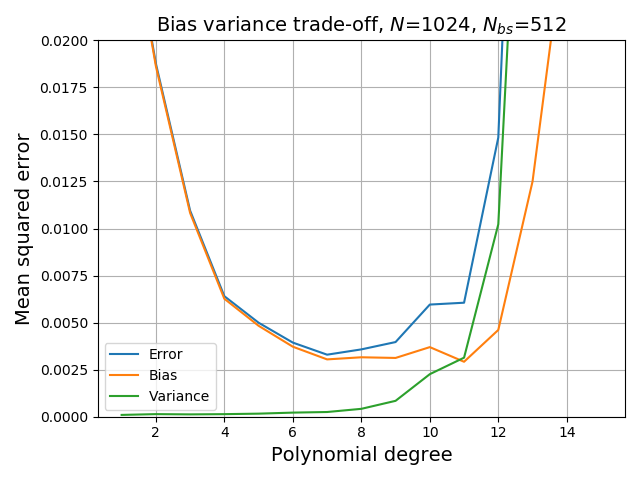 Bias variance trade-off, N=1024, N_bs=512
Mean squared error
0.0200
0.0175
0.0150
0.0125
0.0100
0.0075
0.0050
0.0025
0.0000
Error
Bias
Variance
2 4 6 8 10 12 14
Polynomial degree